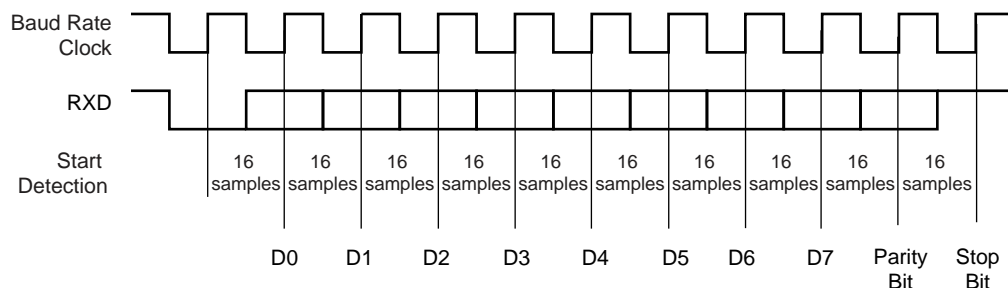 Baud Rate
Clock
RXD
Start
Detection
16 16 16 16 16 16 16 16 16 16
samples samples samples samples samples samples samples samples samples samples
D0 D1 D2 D3 D4 D5 D6 D7 Parity Stop
Bit Bit